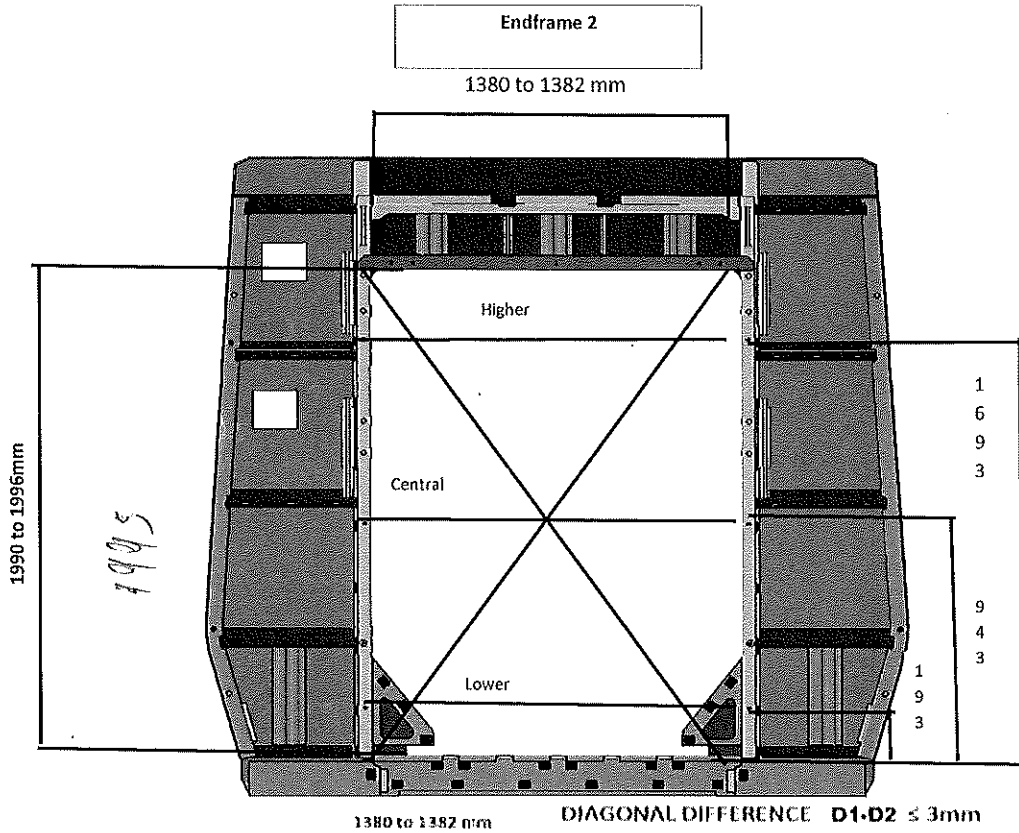 Endframe 2
1380 to 1382 mm
Higher
1
6
9
3
Central
1990 to 1996mm
1995
9
4
3
Lower
1
9
3
1380 to 1382 mm
DIAGONAL DIFFERENCE D1-D2 ≤ 3mm